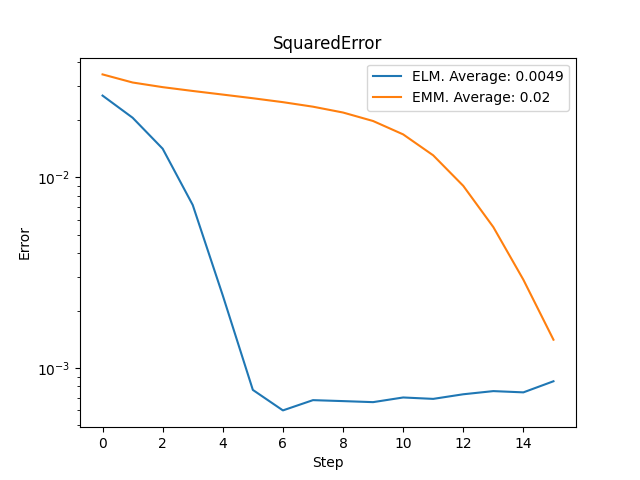 SquaredError
ELM. Average: 0.0049
EMM. Average: 0.02
Error
10⁻²
10⁻³
0 2 4 6 8 10 12 14
Step